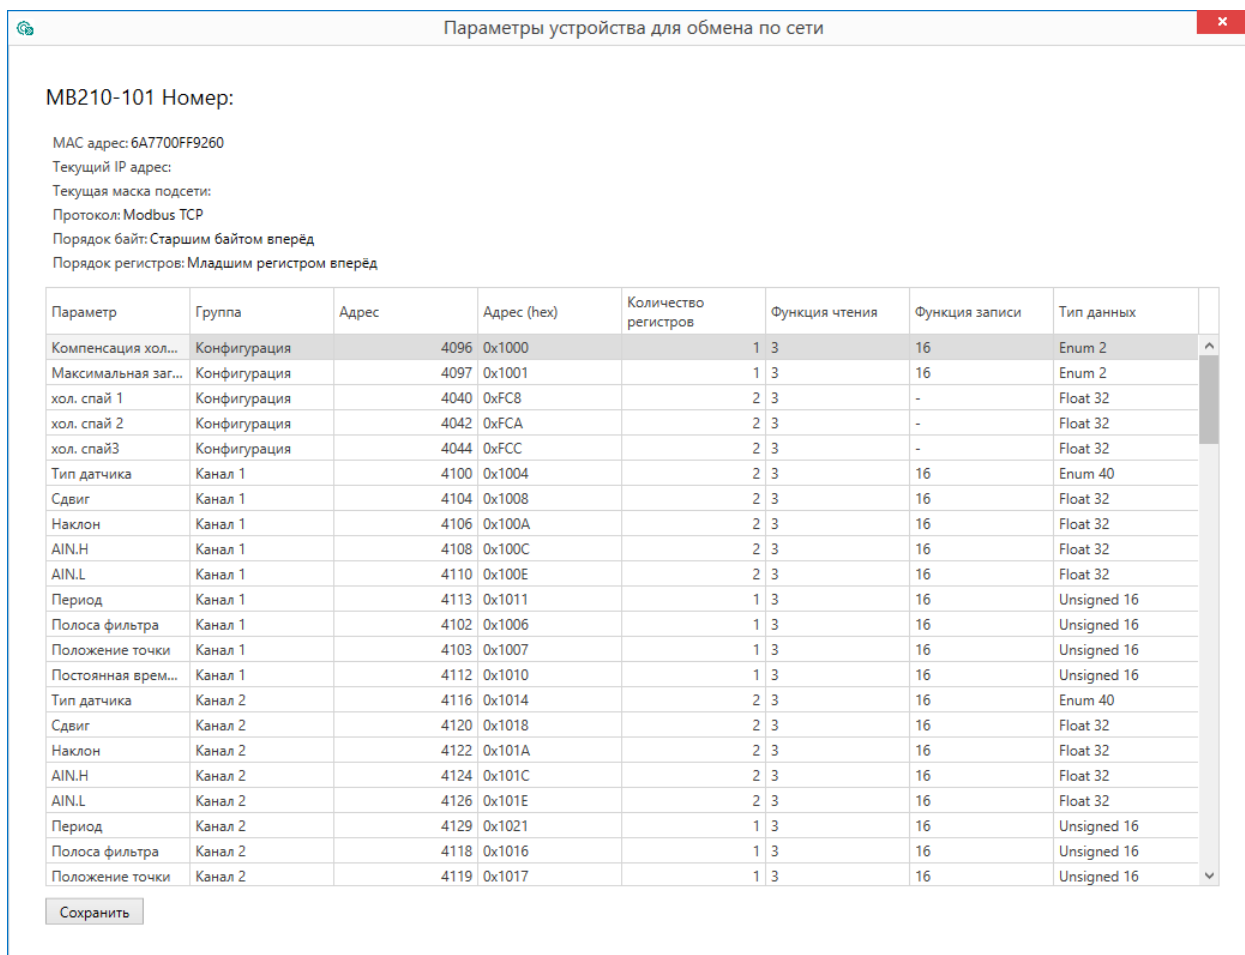 Параметры устройства для обмена по сети
МВ210-101 Номер:
MAC адрес: 6A7700FF9260
Текущий IP адрес:
Текущая маска подсети:
Протокол: Modbus TCP
Порядок байт: Старшим байтом вперёд
Порядок регистров: Младшим регистром вперёд
Параметр Группа Адрес Адрес (hex) Количество регистров Функция чтения Функция записи Тип данных
Компенсация хол... Конфигурация 4096 0x1000 1 3 16 Enum 2
Максимальная заг... Конфигурация 4097 0x1001 1 3 16 Enum 2
хол. спай 1 Конфигурация 4040 0xFC8 2 3 - Float 32
хол. спай 2 Конфигурация 4042 0xFCA 2 3 - Float 32
хол. спай3 Конфигурация 4044 0xFCC 2 3 - Float 32
Тип датчика Канал 1 4100 0x1004 2 3 16 Enum 40
Сдвиг Канал 1 4104 0x1008 2 3 16 Float 32
Наклон Канал 1 4106 0x100A 2 3 16 Float 32
AIN.H Канал 1 4108 0x100C 2 3 16 Float 32
AIN.L Канал 1 4110 0x100E 2 3 16 Float 32
Период Канал 1 4113 0x1011 1 3 16 Unsigned 16
Полоса фильтра Канал 1 4102 0x1006 1 3 16 Unsigned 16
Положение точки Канал 1 4103 0x1007 1 3 16 Unsigned 16
Постоянная врем... Канал 1 4112 0x1010 1 3 16 Unsigned 16
Тип датчика Канал 2 4116 0x1014 2 3 16 Enum 40
Сдвиг Канал 2 4120 0x1018 2 3 16 Float 32
Наклон Канал 2 4122 0x101A 2 3 16 Float 32
AIN.H Канал 2 4124 0x101C 2 3 16 Float 32
AIN.L Канал 2 4126 0x101E 2 3 16 Float 32
Период Канал 2 4129 0x1021 1 3 16 Unsigned 16
Полоса фильтра Канал 2 4118 0x1016 1 3 16 Unsigned 16
Положение точки Канал 2 4119 0x1017 1 3 16 Unsigned 16
Сохранить